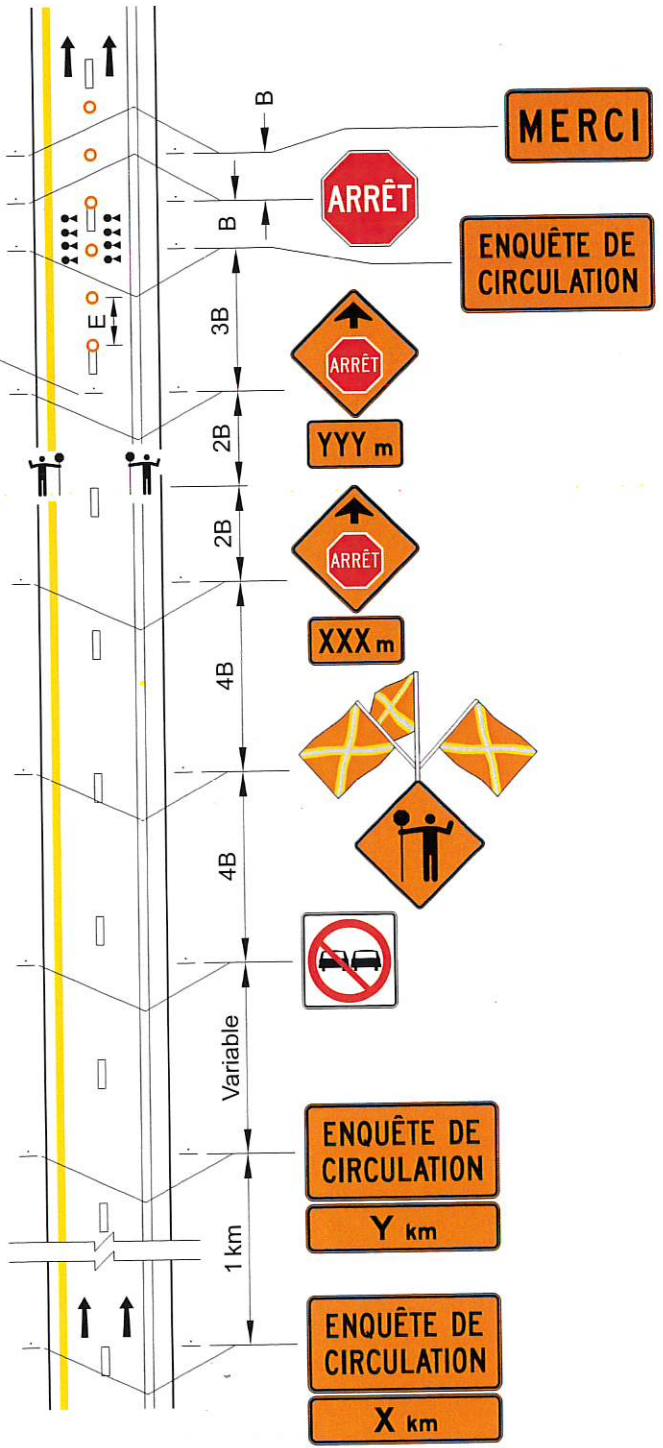 B
MERCI
B
ARRÊT
ENQUÊTE DE
CIRCULATION
E
3B
ARRÊT
YYY m
2B
2B
ARRÊT
XXX m
4B
4B
Variable
ENQUÊTE DE
CIRCULATION
Y km
1 km
ENQUÊTE DE
CIRCULATION
X km